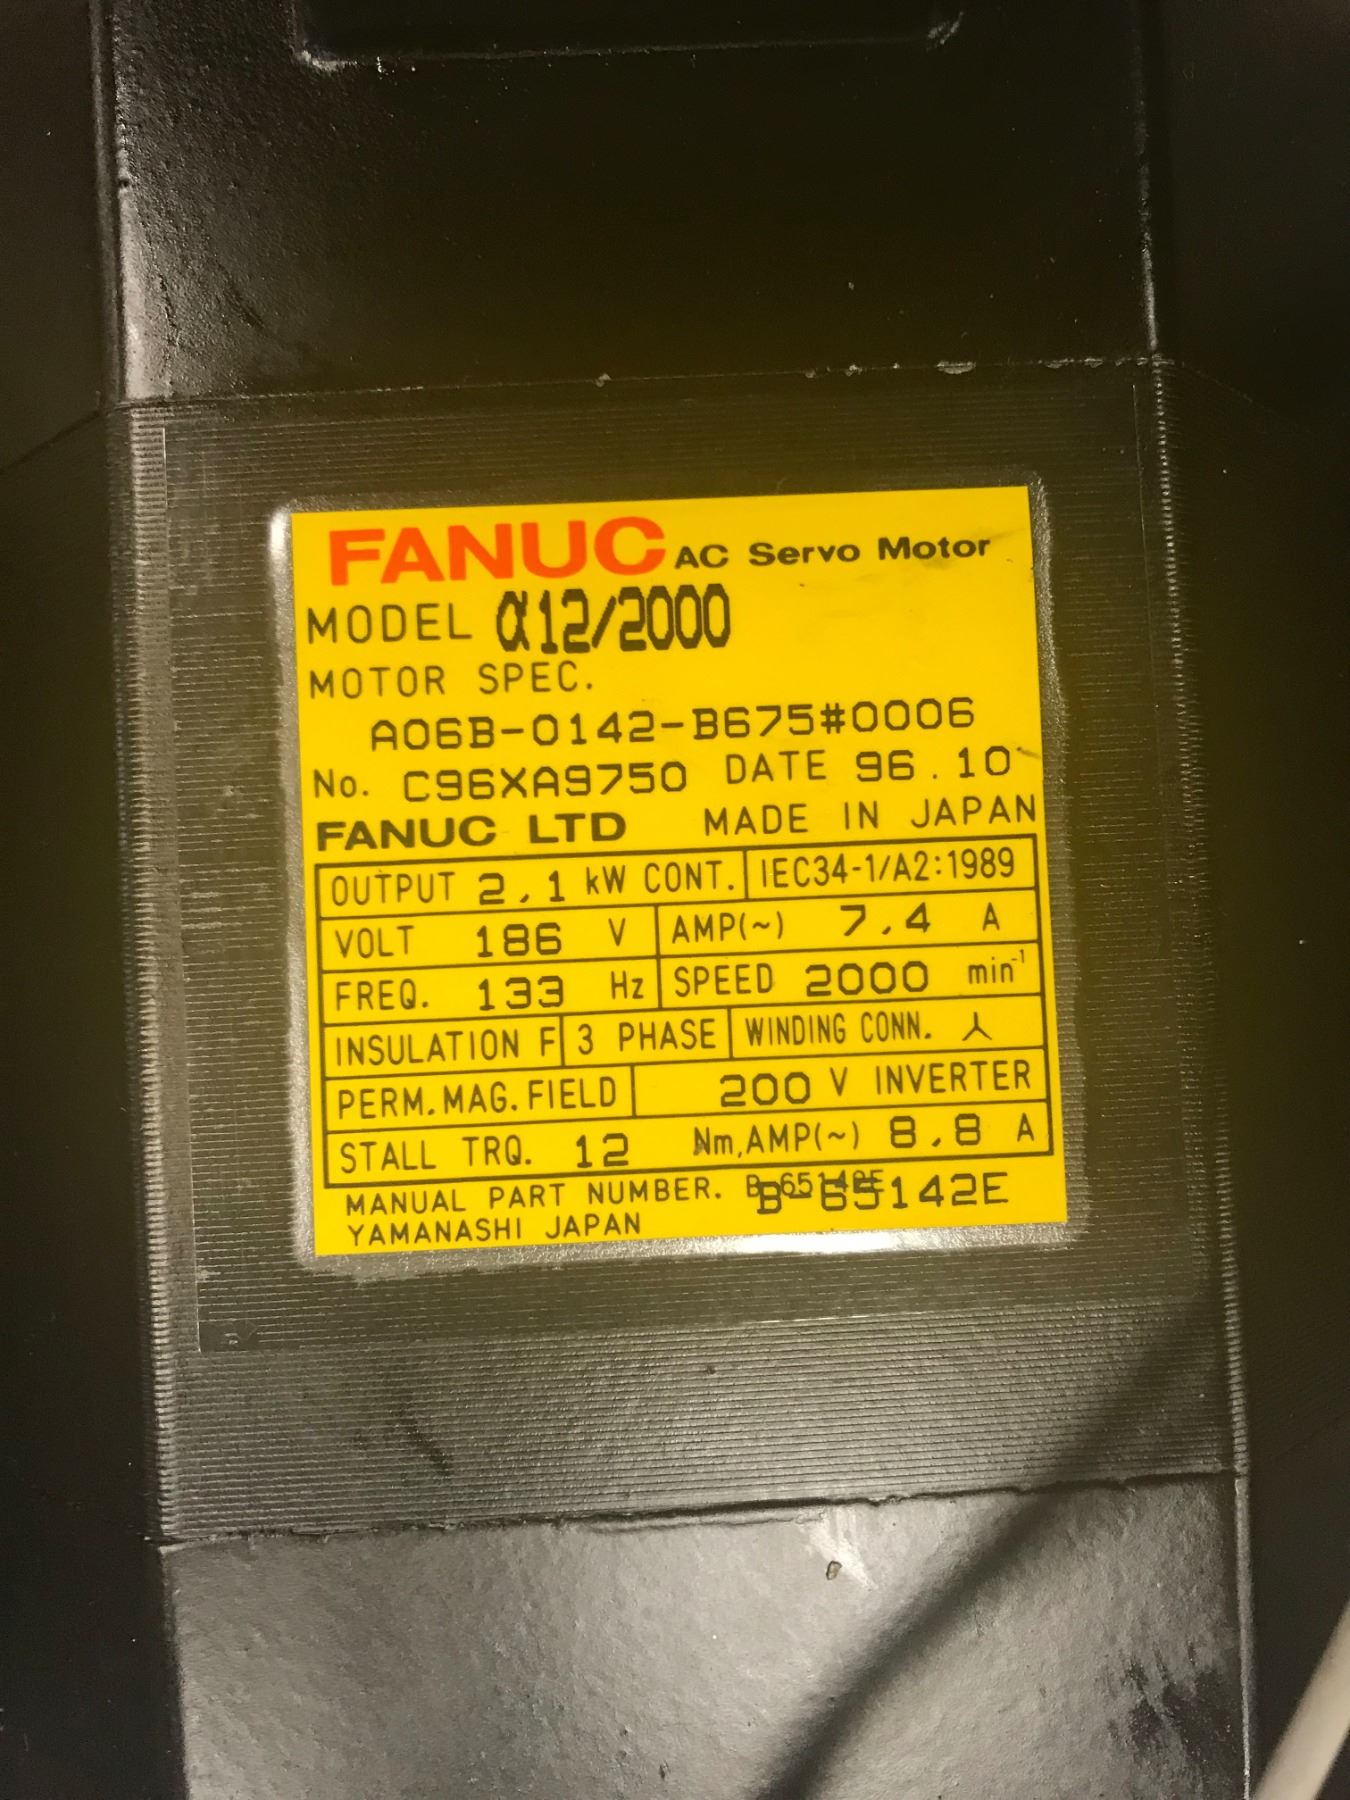 FANUC AC Servo Motor
MODEL α12/2000
MOTOR SPEC.
A06B-0142-B675#0006
No. C96XA9750 DATE 96.10
FANUC LTD MADE IN JAPAN
OUTPUT 2.1 kW CONT. IEC34-1/A2:1989
VOLT 186 V AMP(~) 7.4 A
FREQ. 133 Hz SPEED 2000 min⁻¹
INSULATION F 3 PHASE WINDING CONN. ⅄
PERM.MAG.FIELD 200 V INVERTER
STALL TRQ. 12 Nm,AMP(~) 8.8 A
MANUAL PART NUMBER. B-65142E B-65142E
YAMANASHI JAPAN